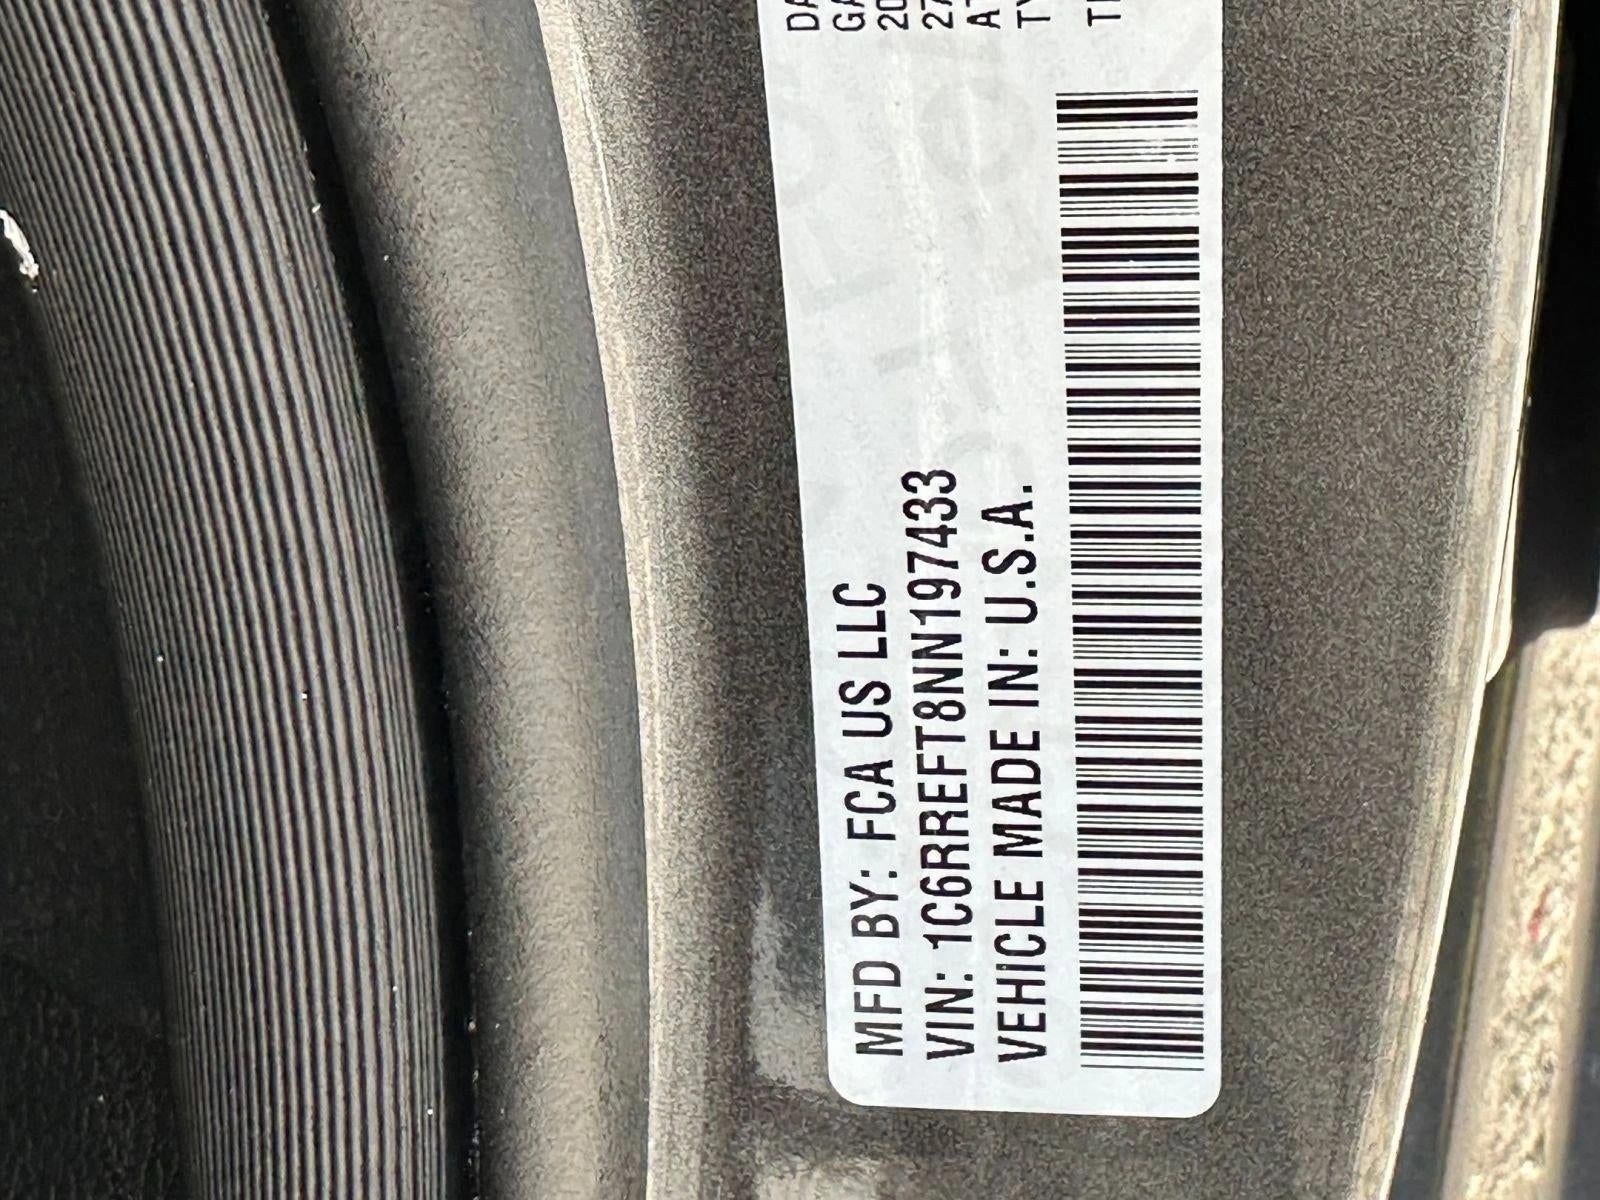 MFD BY: FCA US LLC
VIN: 1C6RREFT8NN197433
VEHICLE MADE IN: U.S.A.